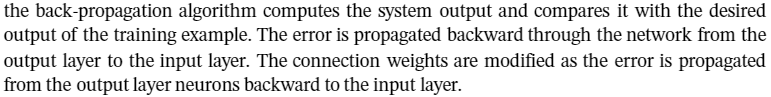 the back-propagation algorithm computes the system output and compares it with the desired
output of the training example. The error is propagated backward through the network from the
output layer to the input layer. The connection weights are modified as the error is propagated
from the output layer neurons backward to the input layer.